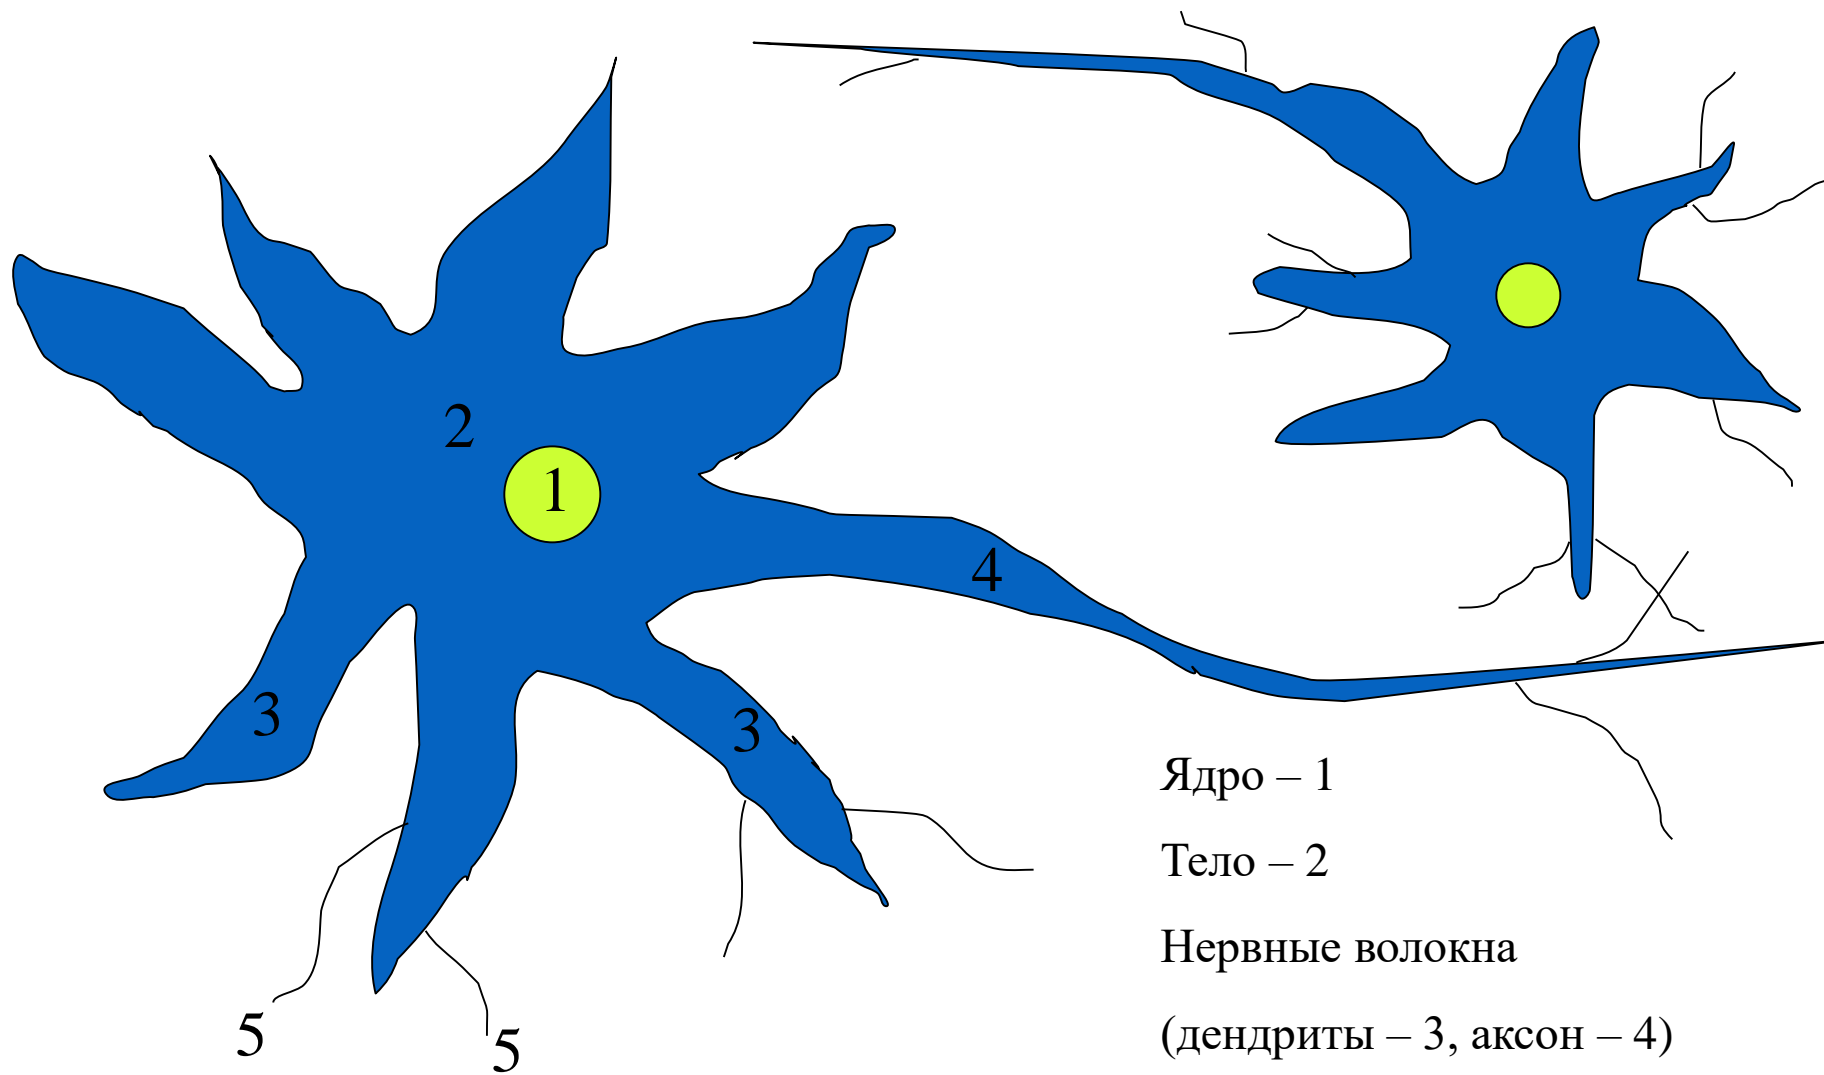 2
1
4
3
3
Ядро – 1
Тело – 2
Нервные волокна
(дендриты – 3, аксон – 4)
5
5